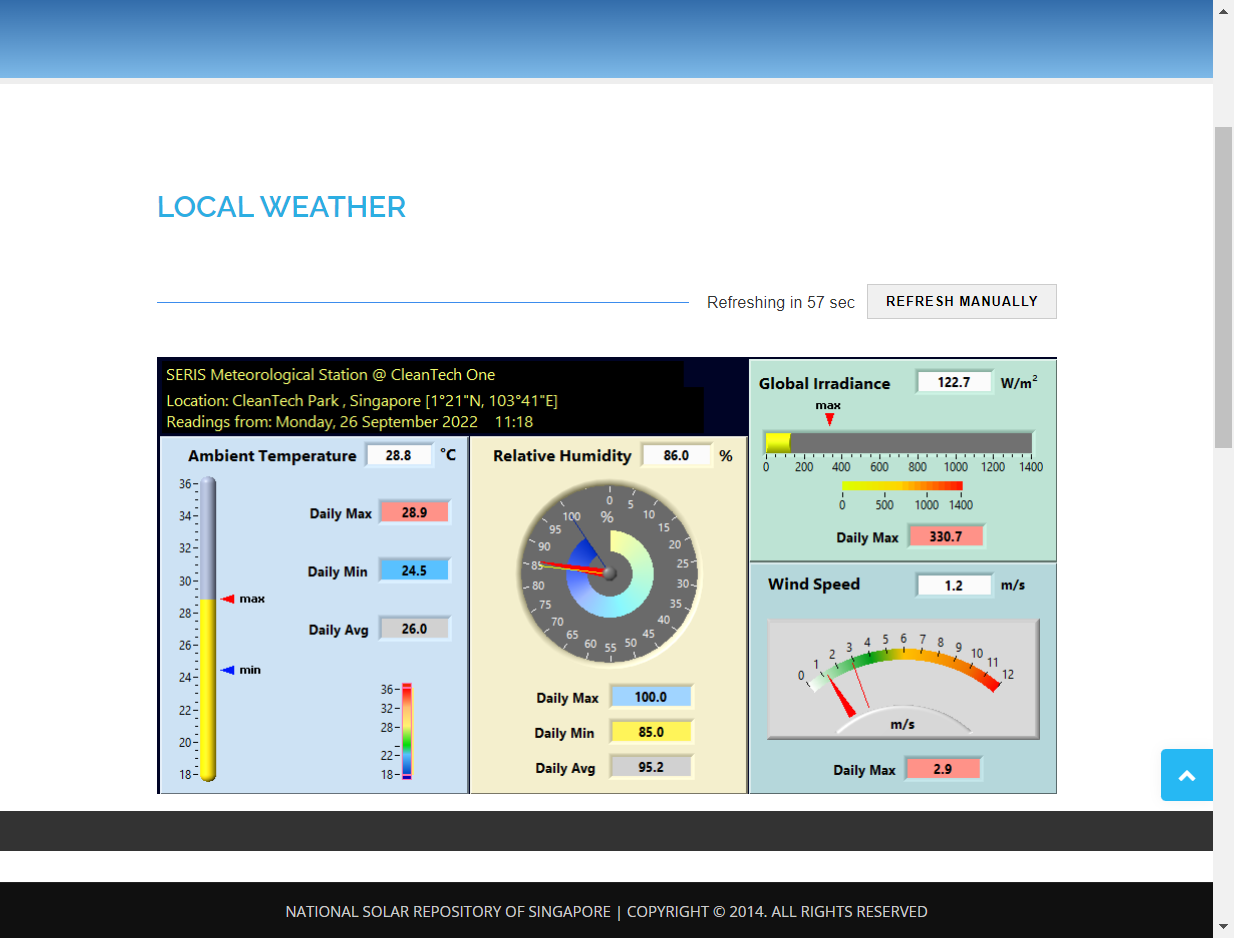 LOCAL WEATHER
Refreshing in 57 sec
REFRESH MANUALLY
SERIS Meteorological Station @ CleanTech One
Location: CleanTech Park , Singapore [1°21"N, 103°41"E]
Readings from: Monday, 26 September 2022 11:18
Ambient Temperature 28.8 °C
36
34
32
30
28
26
24
22
20
18
max
min
Daily Max 28.9
Daily Min 24.5
Daily Avg 26.0
36
32
28
22
18
Relative Humidity 86.0 %
%
0
5
10
15
20
25
30
35
40
45
50
55
60
65
70
75
80
85
90
95
100
Daily Max 100.0
Daily Min 85.0
Daily Avg 95.2
Global Irradiance 122.7 W/m²
max
0 200 400 600 800 1000 1200 1400
0 500 1000 1400
Daily Max 330.7
Wind Speed 1.2 m/s
0 1 2 3 4 5 6 7 8 9 10 11 12
m/s
Daily Max 2.9
NATIONAL SOLAR REPOSITORY OF SINGAPORE | COPYRIGHT © 2014. ALL RIGHTS RESERVED